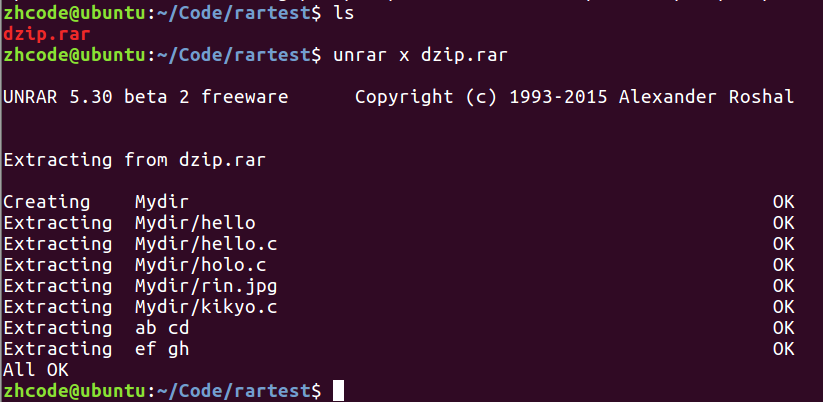 zhcode@ubuntu:~/Code/rartest$ ls
dzip.rar
zhcode@ubuntu:~/Code/rartest$ unrar x dzip.rar
UNRAR 5.30 beta 2 freeware      Copyright (c) 1993-2015 Alexander Roshal
Extracting from dzip.rar
Creating    Mydir                                                     OK
Extracting  Mydir/hello                                               OK
Extracting  Mydir/hello.c                                             OK
Extracting  Mydir/holo.c                                              OK
Extracting  Mydir/rin.jpg                                             OK
Extracting  Mydir/kikyo.c                                             OK
Extracting  ab cd                                                     OK
Extracting  ef gh                                                     OK
All OK
zhcode@ubuntu:~/Code/rartest$